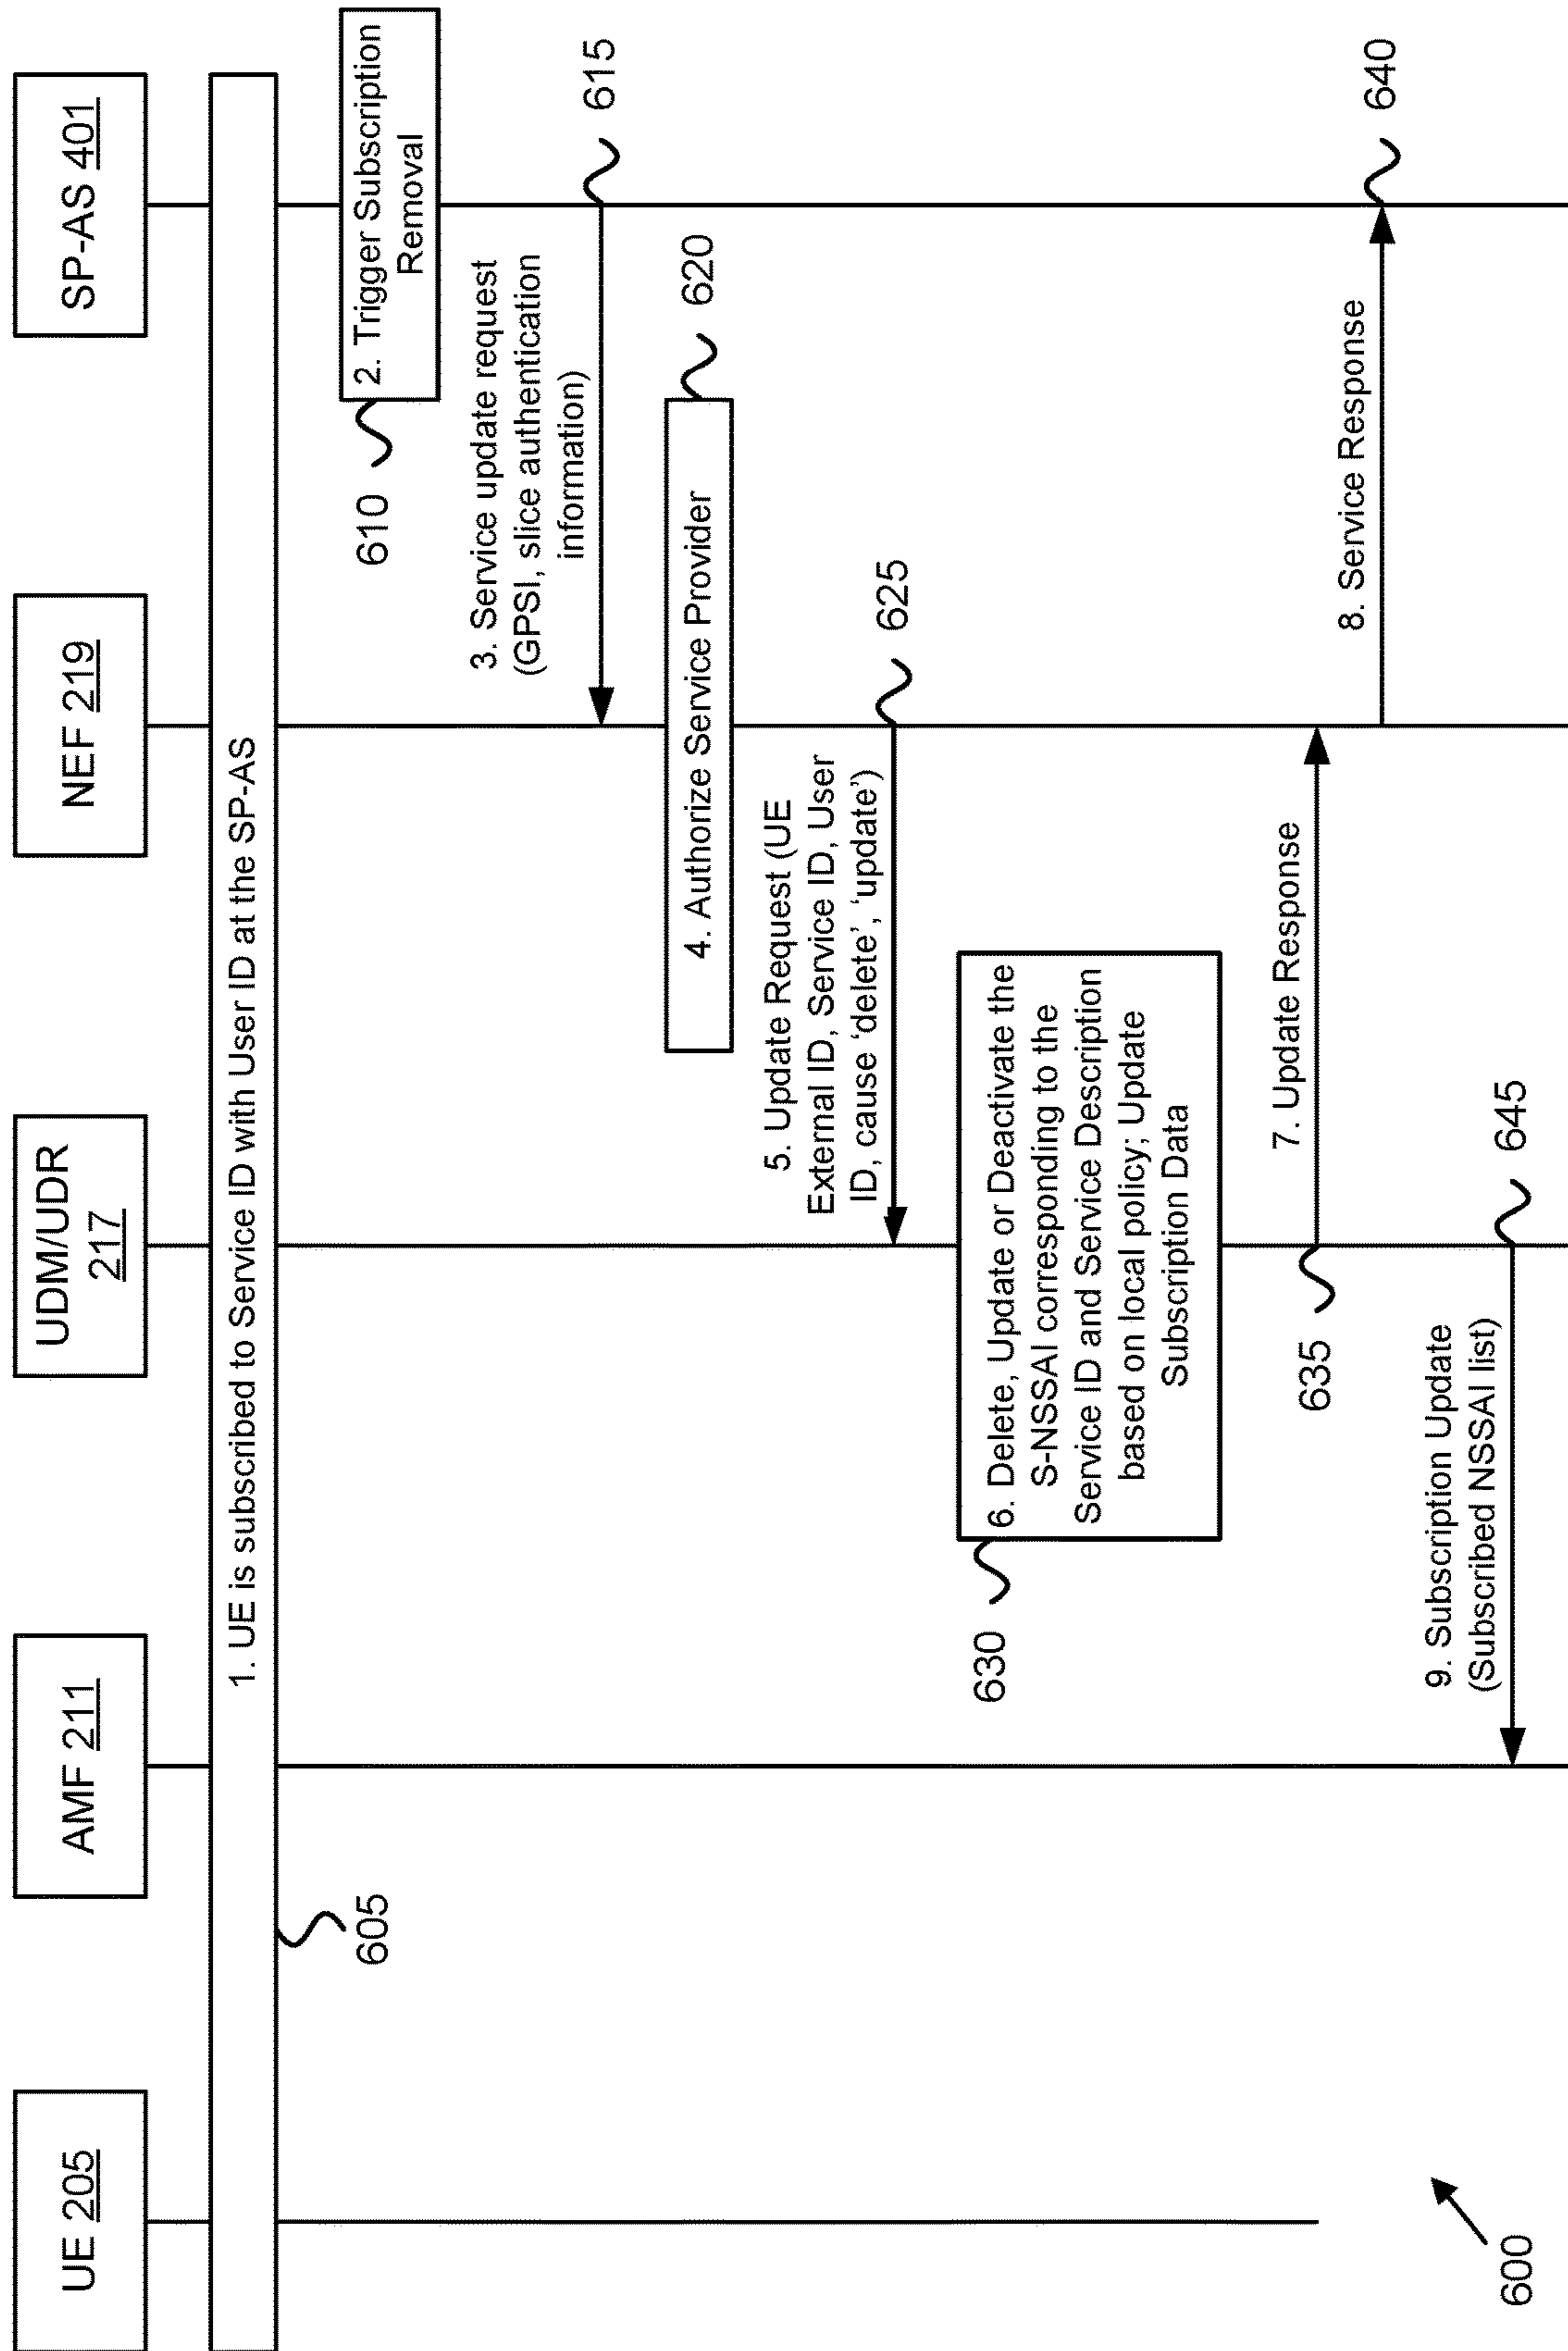 UE 205
AMF 211
UDM/UDR
217
NEF 219
SP-AS 401
1. UE is subscribed to Service ID with User ID at the SP-AS
605
2. Trigger Subscription
Removal
610
3. Service update request
(GPSI, slice authentication
information)
615
4. Authorize Service Provider
620
5. Update Request (UE
External ID, Service ID, User
ID, cause ‘delete’, ‘update’)
625
6. Delete, Update or Deactivate the
S-NSSAI corresponding to the
Service ID and Service Description
based on local policy; Update
Subscription Data
630
7. Update Response
635
8. Service Response
640
9. Subscription Update
(Subscribed NSSAI list)
645
600